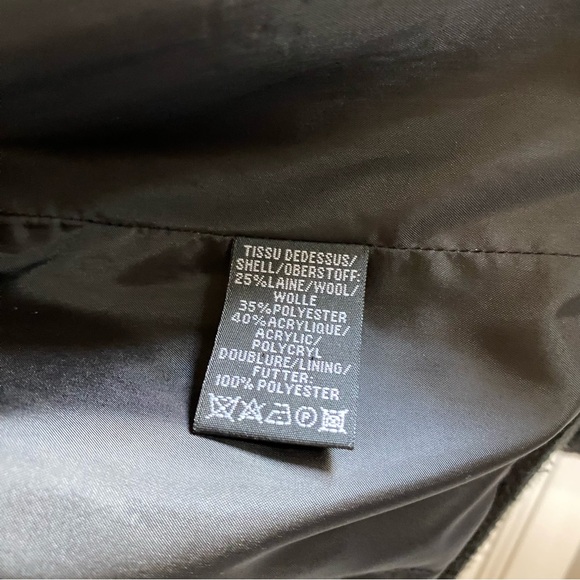 TISSU DEDESSUS/
SHELL/OBERSTOFF:
25%LAINE/WOOL/
WOLLE
35%POLYESTER
40%ACRYLIQUE/
ACRYLIC/
POLYCRYL
DOUBLURE/LINING/
FUTTER:
100%POLYESTER
P